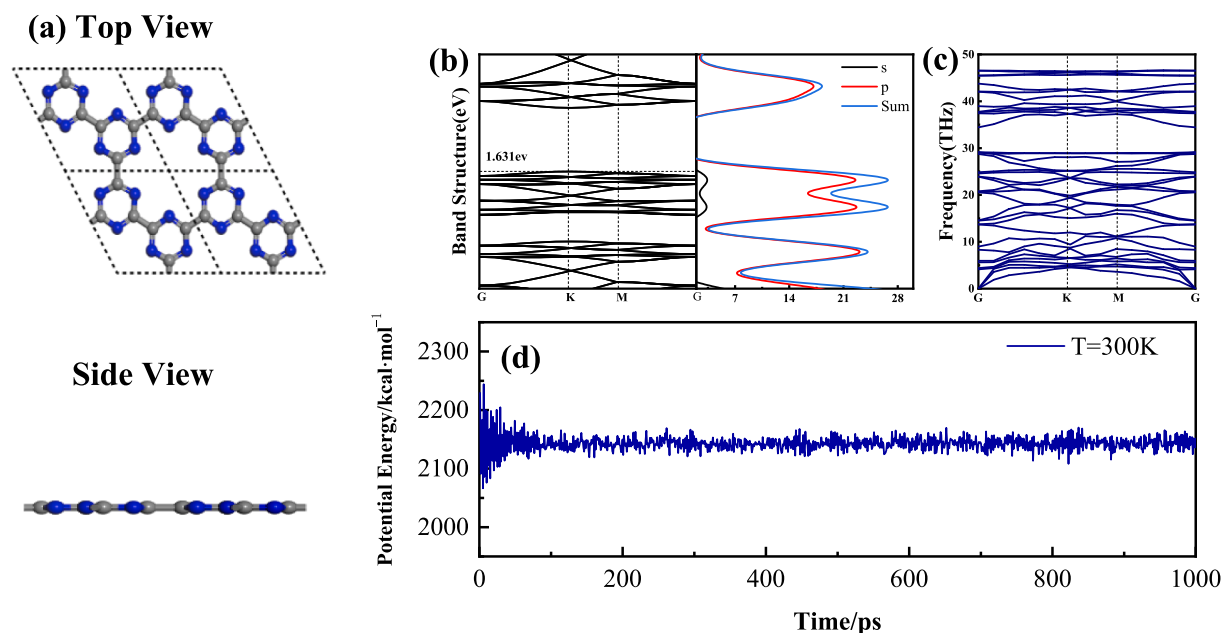 (a) Top View
Side View
(b)
Band Structure(eV)
1.631ev
G K M G
s
p
Sum
7 14 21 28
(c)
Frequency(THz)
50
40
30
20
10
0
G K M G
(d)
T=300K
Potential Energy/kcal·mol⁻¹
2300
2200
2100
2000
0 200 400 600 800 1000
Time/ps